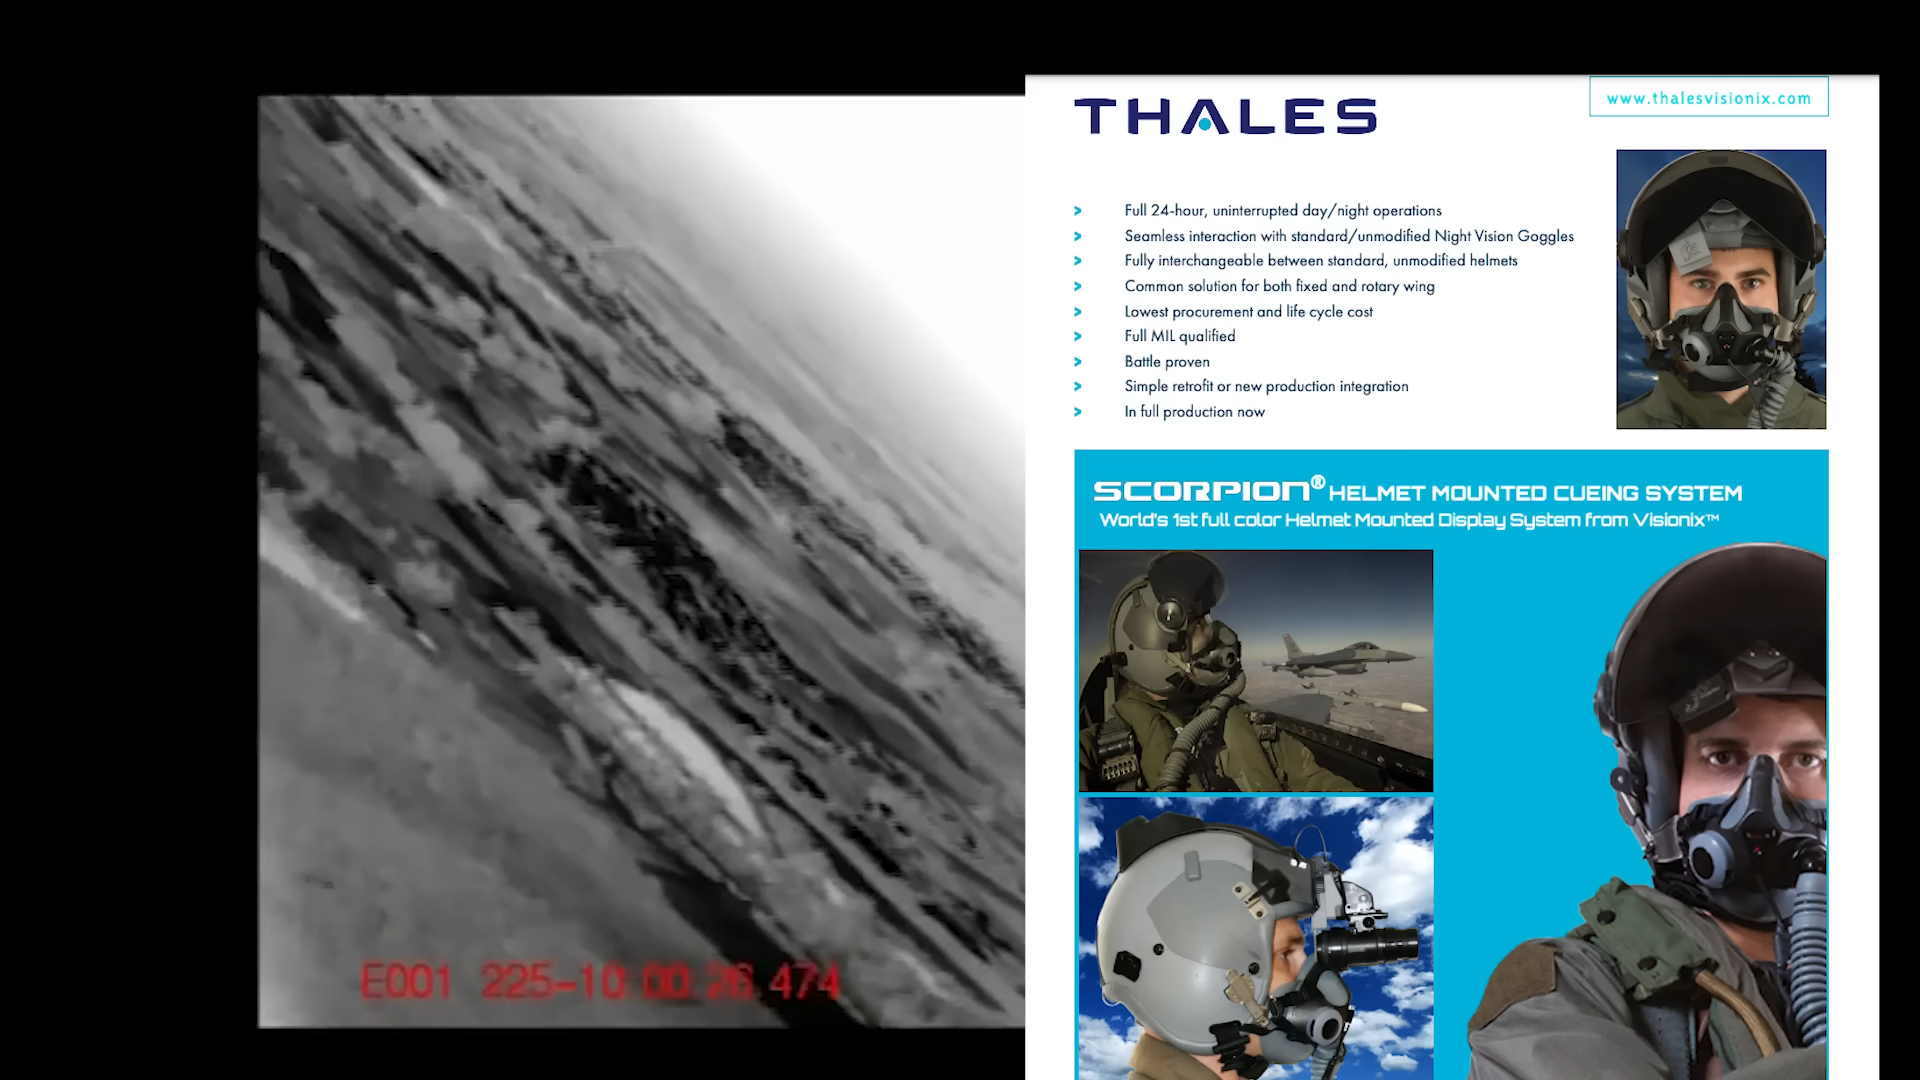 THALES
www.thalesvisionix.com
> Full 24-hour, uninterrupted day/night operations
> Seamless interaction with standard/unmodified Night Vision Goggles
> Fully interchangeable between standard, unmodified helmets
> Common solution for both fixed and rotary wing
> Lowest procurement and life cycle cost
> Full MIL qualified
> Battle proven
> Simple retrofit or new production integration
> In full production now
SCORPION® HELMET MOUNTED CUEING SYSTEM
World's 1st full color Helmet Mounted Display System from Visionix™
E001 225-10 00 26 474